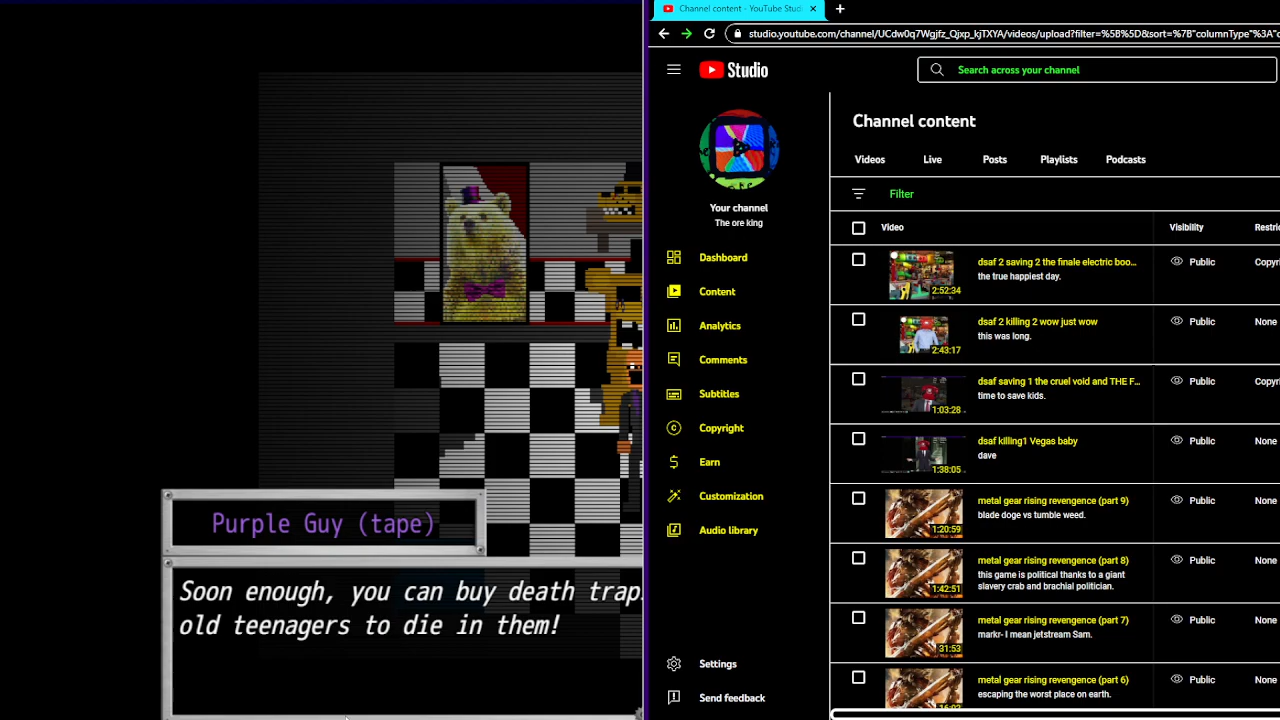 Purple Guy (tape)
Soon enough, you can buy death trap
old teenagers to die in them!
Channel content - YouTube Stud
studio.youtube.com/channel/UCdw0q7Wgjfz_Qjxp_kjTXYA/videos/upload?filter=%5B%5D&sort=%7B"columnType"%3A"
Studio
Search across your channel
Your channel
The ore king
Dashboard
Content
Analytics
Comments
Subtitles
Copyright
Earn
Customization
Audio library
Settings
Send feedback
Channel content
Videos Live Posts Playlists Podcasts
Filter
Video Visibility Restric
dsaf 2 saving 2 the finale electric boo... Public Copyri
the true happiest day.
2:52:34
dsaf 2 killing 2 wow just wow Public None
this was long.
2:43:17
dsaf saving 1 the cruel void and THE F... Public Copyri
time to save kids.
1:03:28
dsaf killing1 Vegas baby Public None
dave
1:38:05
metal gear rising revengence (part 9) Public None
blade doge vs tumble weed.
1:20:59
metal gear rising revengence (part 8) Public None
this game is political thanks to a giant
slavery crab and brachial politician.
1:42:51
metal gear rising revengence (part 7) Public None
markr- I mean jetstream Sam.
31:53
metal gear rising revengence (part 6) Public None
escaping the worst place on earth.